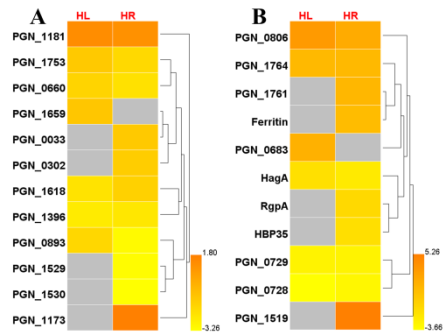 A
HL HR
PGN_1181
PGN_1753
PGN_0660
PGN_1659
PGN_0033
PGN_0302
PGN_1618
PGN_1396
PGN_0893
PGN_1529
PGN_1530
PGN_1173
1.80
-3.26
B
HL HR
PGN_0806
PGN_1764
PGN_1761
Ferritin
PGN_0683
HagA
RgpA
HBP35
PGN_0729
PGN_0728
PGN_1519
5.26
-3.66